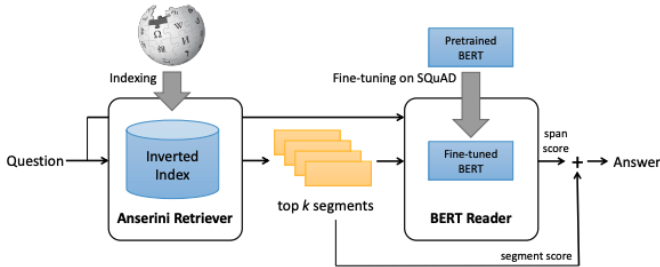 Pretrained
BERT
Indexing
Fine-tuning on SQuAD
Question
Inverted
Index
Anserini Retriever
top k segments
Fine-tuned
BERT
BERT Reader
span
score
+
Answer
segment score